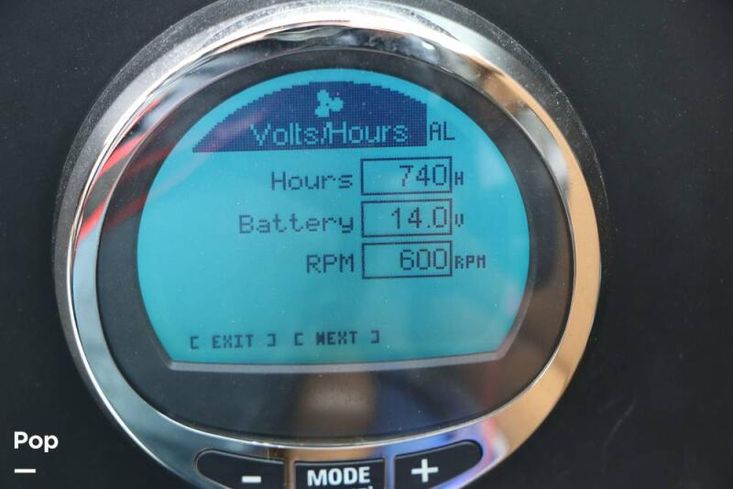 Volts/Hours AL
Hours 740 H
Battery 14.0 V
RPM 600 RPM
[ EXIT ] [ NEXT ]
Pop
- MODE +